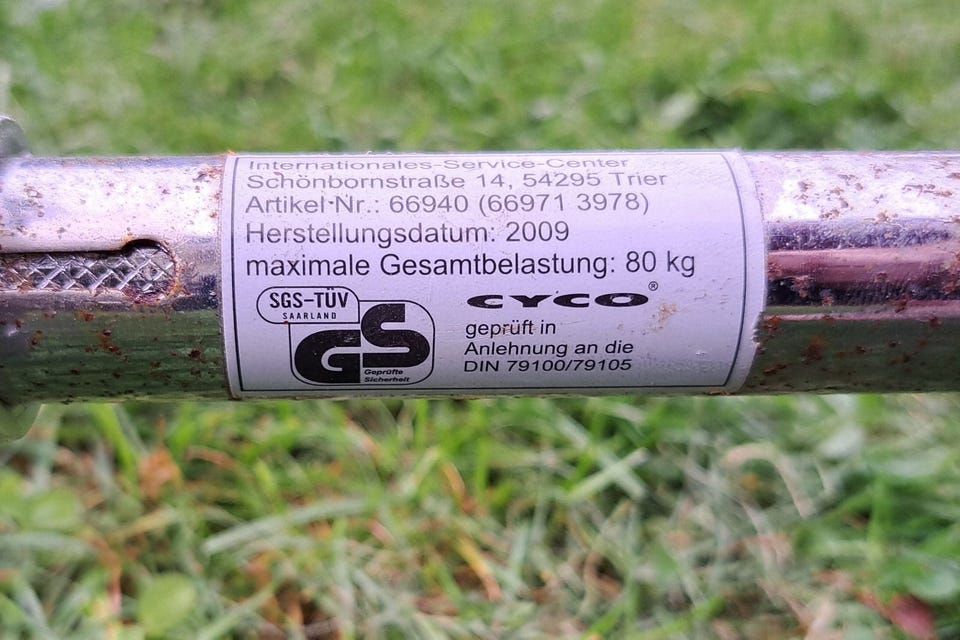 Internationales-Service-Center
Schönbornstraße 14, 54295 Trier
Artikel-Nr.: 66940 (66971 3978)
Herstellungsdatum: 2009
maximale Gesamtbelastung: 80 kg
SGS-TÜV
SAARLAND
GS
Geprüfte
Sicherheit
CYCO®
geprüft in
Anlehnung an die
DIN 79100/79105